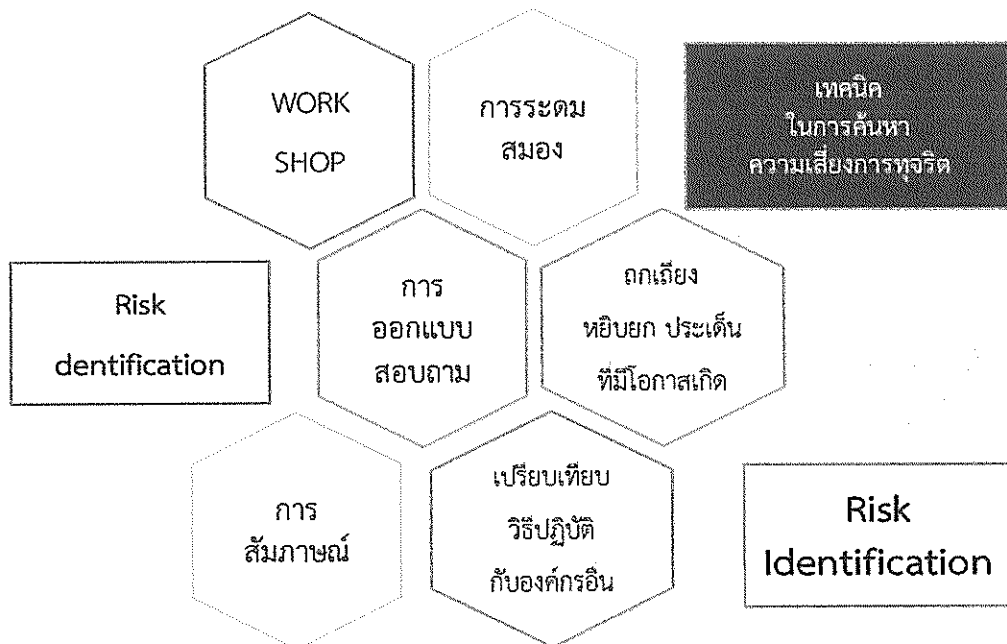 WORK
SHOP
การระดม
สมอง
เทคนิค
ในการค้นหา
ความเสี่ยงการทุจริต
Risk
dentification
การ
ออกแบบ
สอบถาม
ถกเถียง
หยิบยก ประเด็น
ที่มีโอกาสเกิด
การ
สัมภาษณ์
เปรียบเทียบ
วิธีปฏิบัติ
กับองค์กรอื่น
Risk
Identification